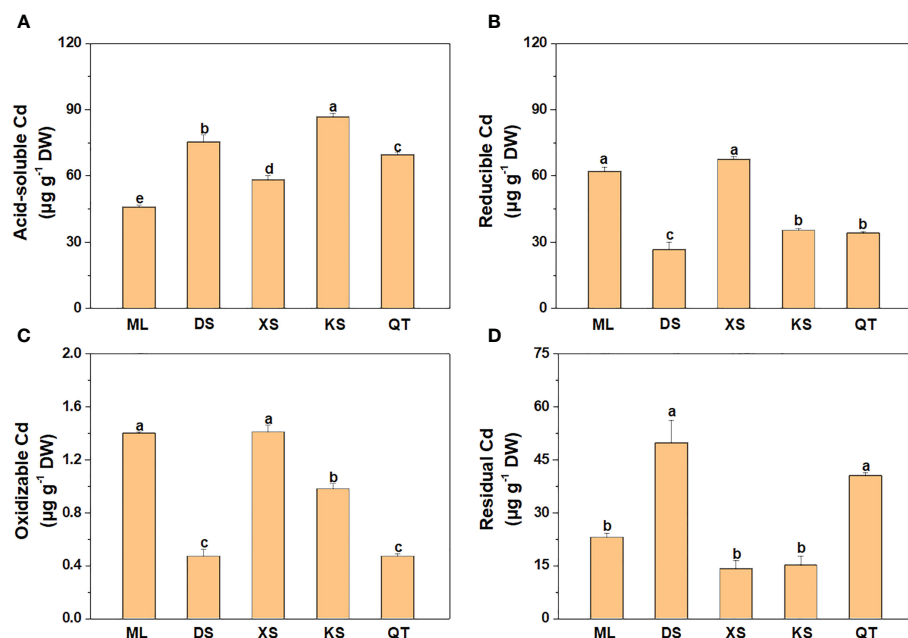 A
Acid-soluble Cd
(µg g⁻¹ DW)
120
90
60
30
0
e
b
d
a
c
ML DS XS KS QT
B
Reducible Cd
(µg g⁻¹ DW)
120
90
60
30
0
a
c
a
b
b
ML DS XS KS QT
C
Oxidizable Cd
(µg g⁻¹ DW)
2.0
1.6
1.2
0.8
0.4
0.0
a
c
a
b
c
ML DS XS KS QT
D
Residual Cd
(µg g⁻¹ DW)
75
60
45
30
15
0
b
a
b
b
a
ML DS XS KS QT